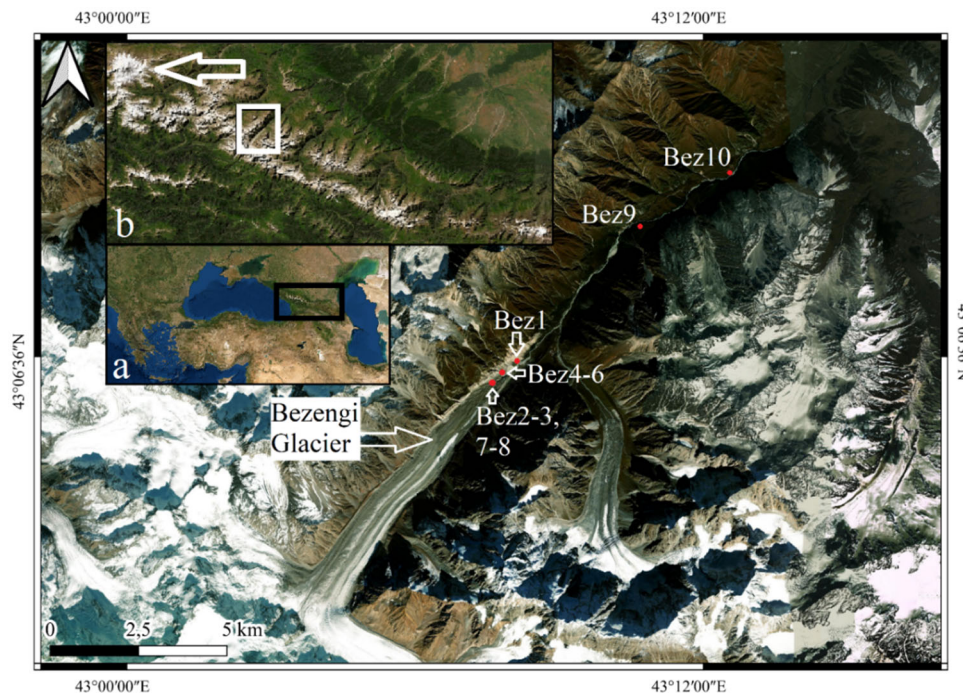 43°00'00"E
43°12'00"E
b
Bez10
Bez9
a
Bez1
Bez4-6
Bez2-3,
7-8
Bezengi
Glacier
43°06'36"N
43°06'36"N
0
2,5
5 km
43°00'00"E
43°12'00"E